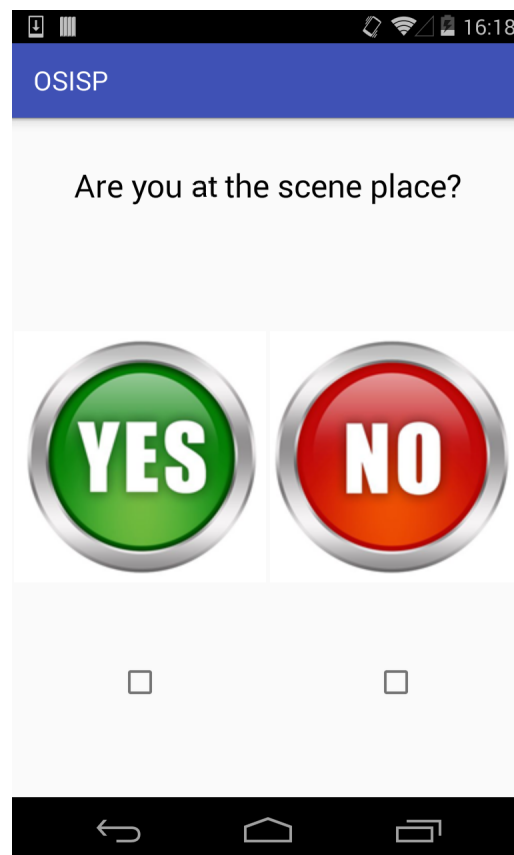 16:18
OSISP
Are you at the scene place?
YES NO